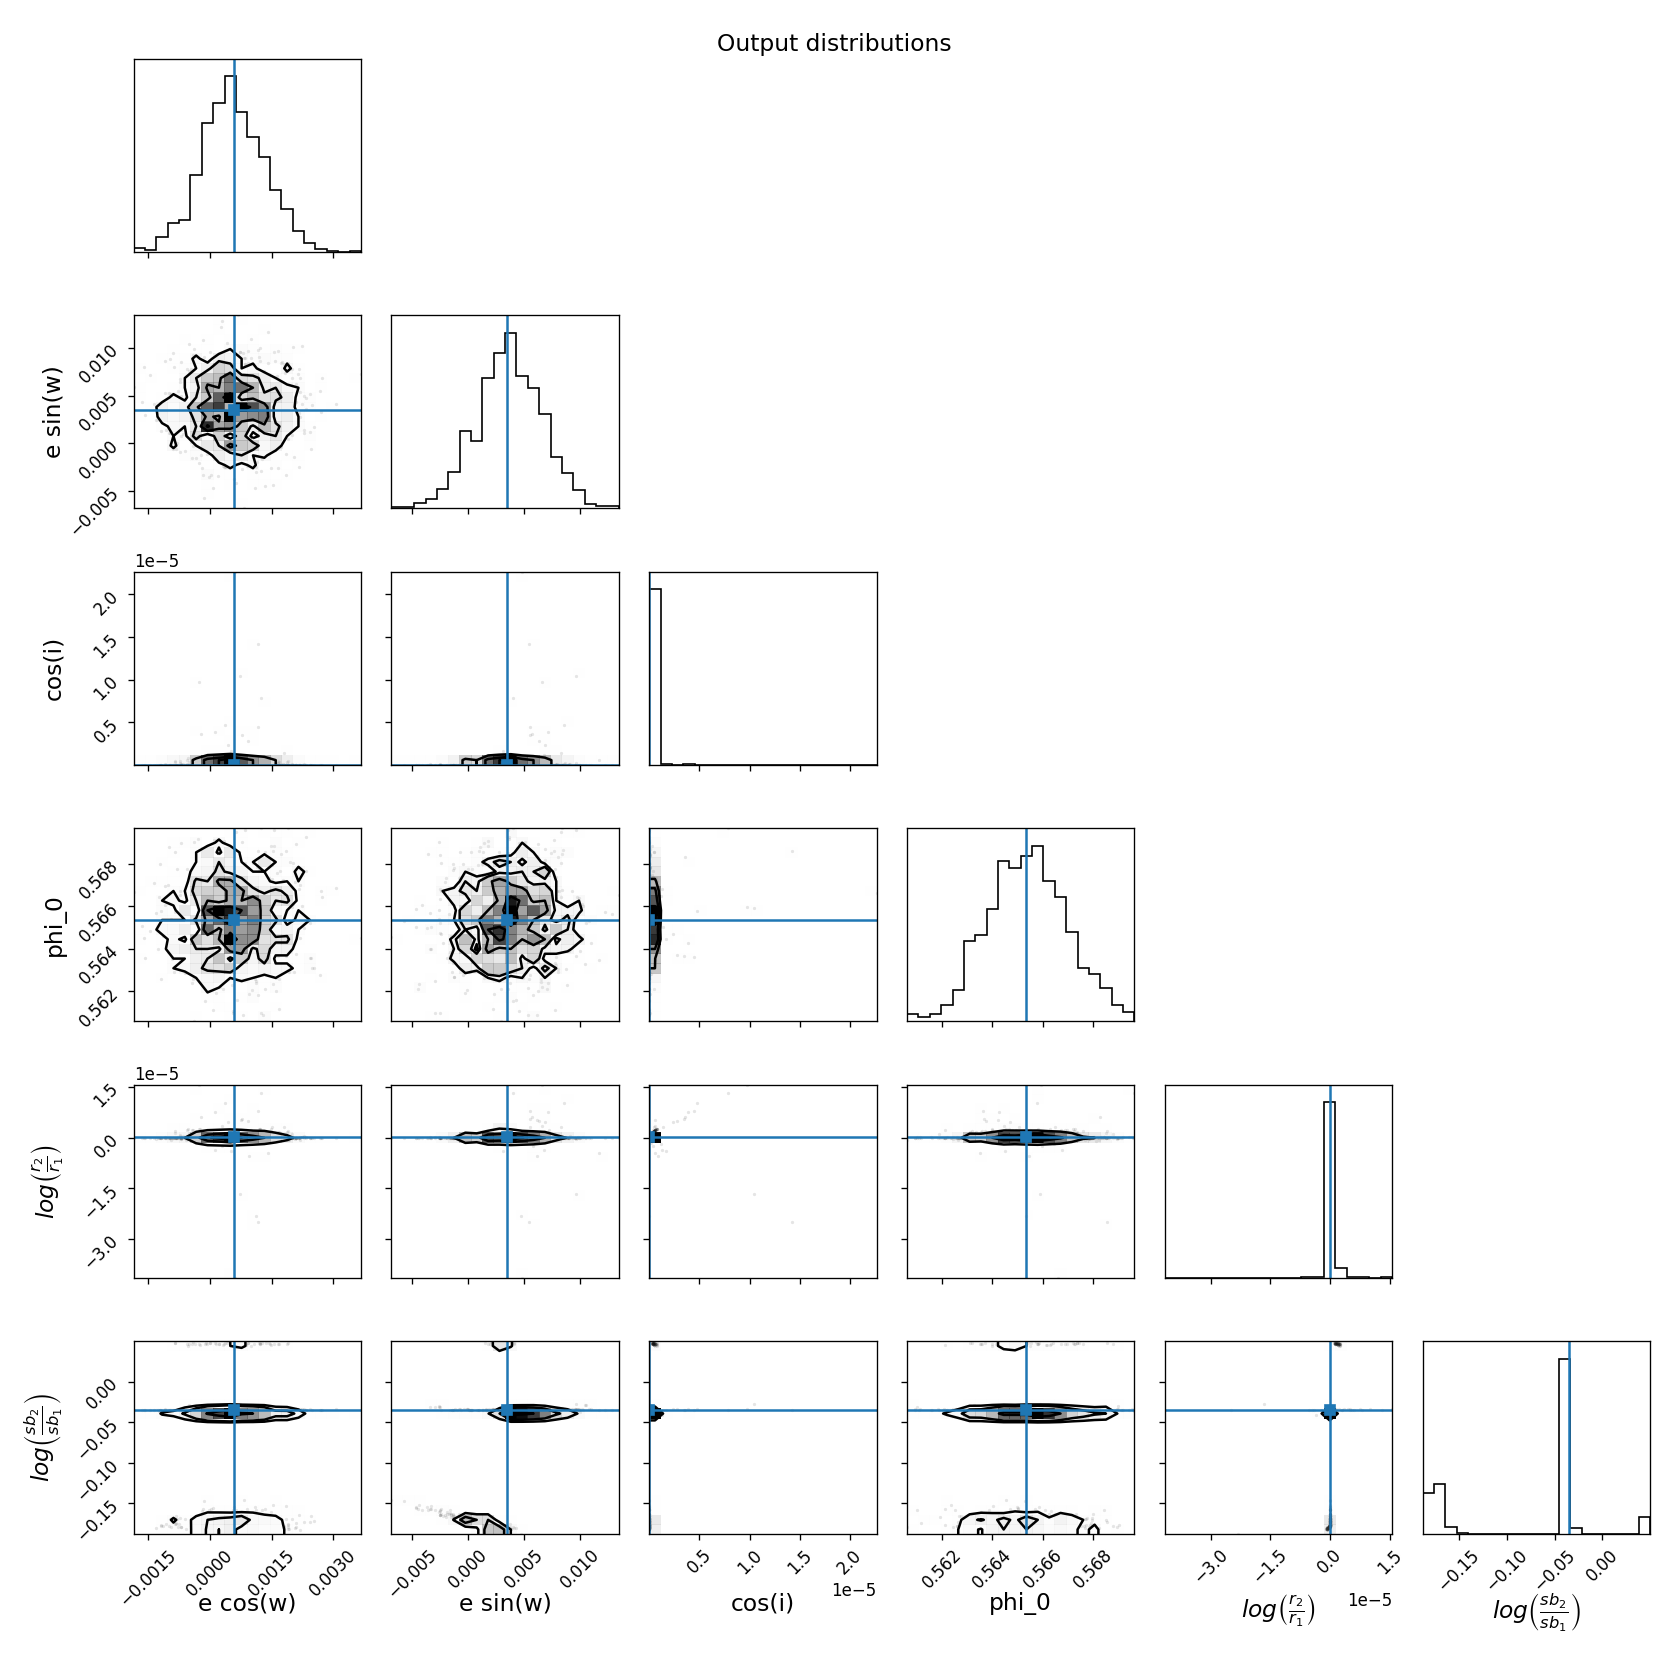 Output distributions
e sin(w)
0.010
0.005
0.000
−0.005
1e−5
cos(i)
2.0
1.5
1.0
0.5
phi_0
0.568
0.566
0.564
0.562
1e−5
log(r2/r1)
1.5
0.0
−1.5
−3.0
log(sb2/sb1)
0.00
−0.05
−0.10
−0.15
−0.0015 0.0000 0.0015 0.0030
e cos(w)
−0.005 0.000 0.005 0.010
e sin(w)
0.5 1.0 1.5 2.0
1e−5
cos(i)
0.562 0.564 0.566 0.568
phi_0
−3.0 −1.5 0.0 1.5
1e−5
log(r2/r1)
−0.15 −0.10 −0.05 0.00
log(sb2/sb1)